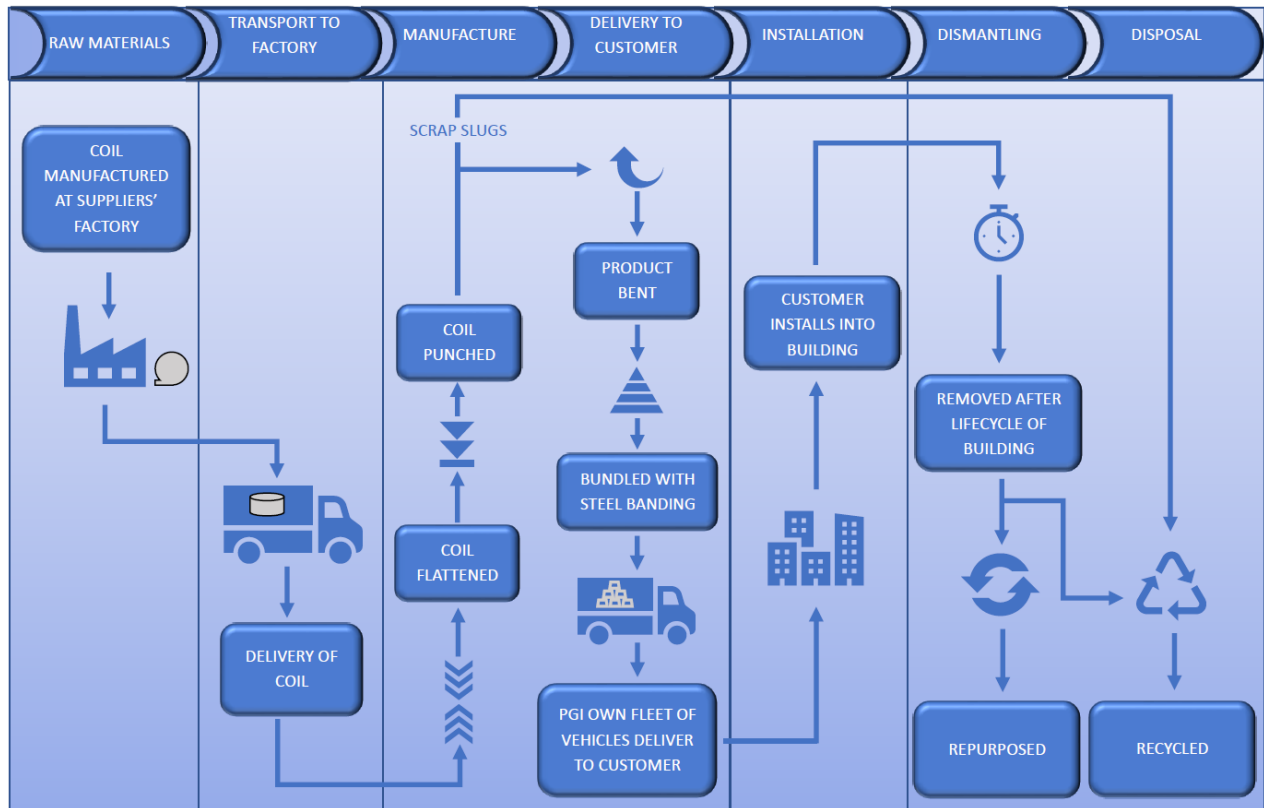 RAW MATERIALS
TRANSPORT TO
FACTORY
MANUFACTURE
DELIVERY TO
CUSTOMER
INSTALLATION
DISMANTLING
DISPOSAL
COIL
MANUFACTURED
AT SUPPLIERS’
FACTORY
DELIVERY OF
COIL
SCRAP SLUGS
COIL
PUNCHED
COIL
FLATTENED
PRODUCT
BENT
BUNDLED WITH
STEEL BANDING
PGI OWN FLEET OF
VEHICLES DELIVER
TO CUSTOMER
CUSTOMER
INSTALLS INTO
BUILDING
REMOVED AFTER
LIFECYCLE OF
BUILDING
REPURPOSED
RECYCLED